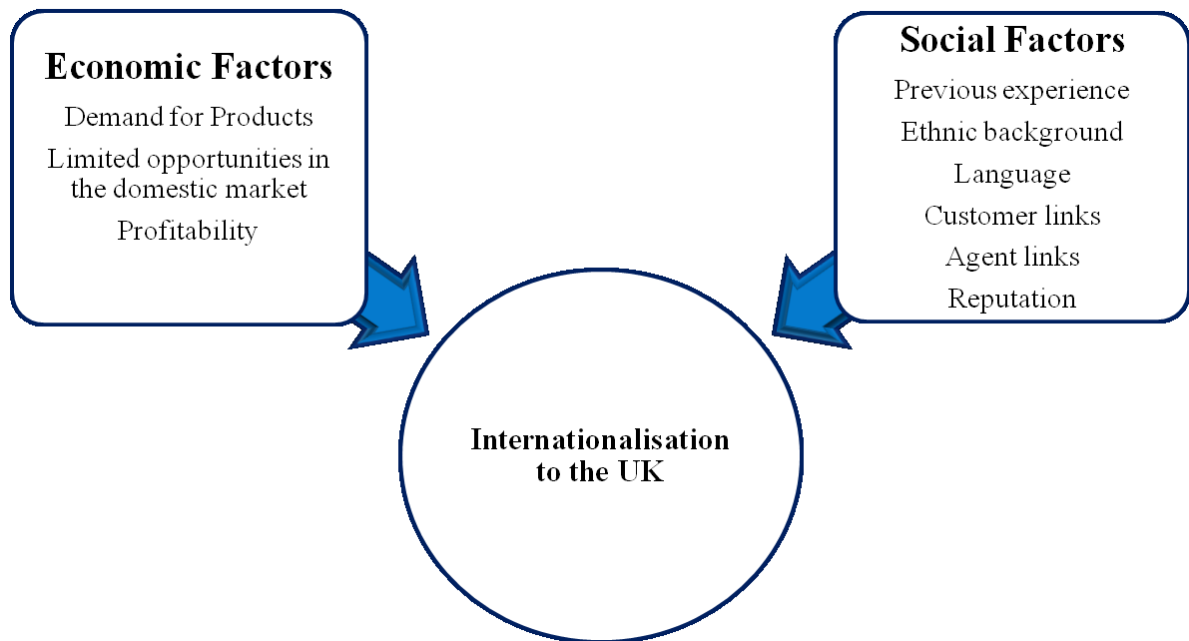 Economic Factors
Demand for Products
Limited opportunities in
the domestic market
Profitability
Social Factors
Previous experience
Ethnic background
Language
Customer links
Agent links
Reputation
Internationalisation
to the UK